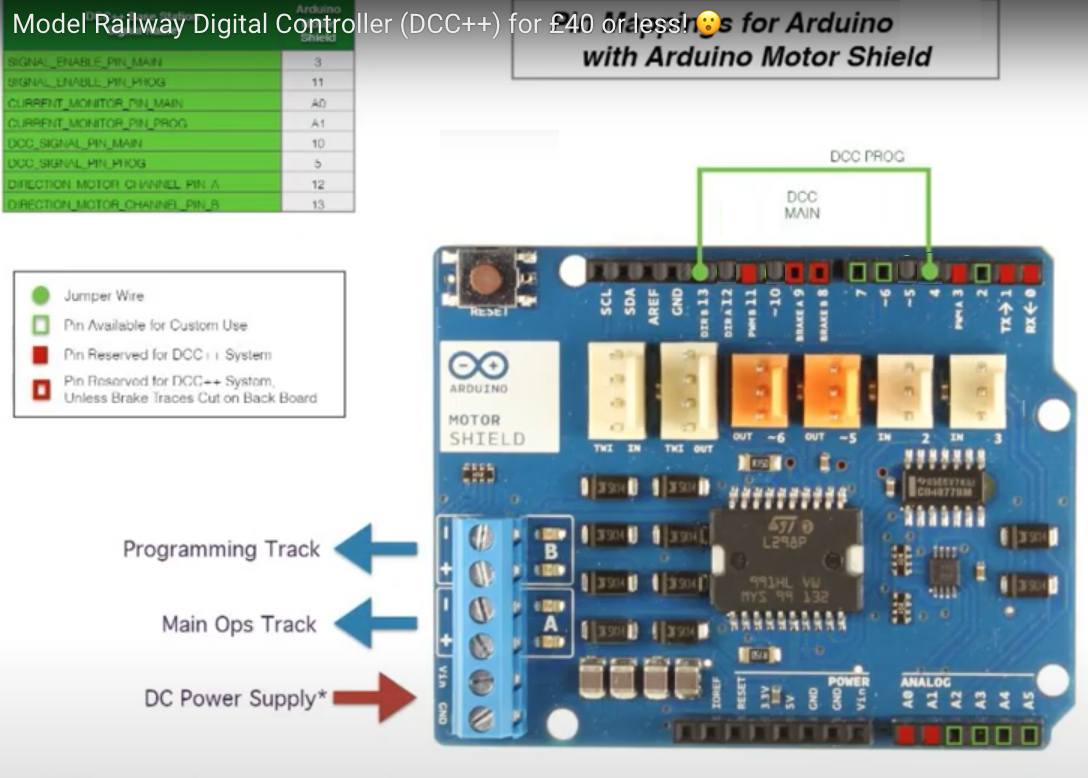 Model Railway Digital Controller (DCC++) for £40 or less! 😮
Arduino
Shield
Pin Mappings for Arduino
with Arduino Motor Shield
SIGNAL_ENABLE_PIN_MAIN 3
SIGNAL_ENABLE_PIN_PROG 11
CURRENT_MONITOR_PIN_MAIN A0
CURRENT_MONITOR_PIN_PROG A1
DCC_SIGNAL_PIN_MAIN 10
DCC_SIGNAL_PIN_PROG 5
DIRECTION_MOTOR_CHANNEL_PIN_A 12
DIRECTION_MOTOR_CHANNEL_PIN_B 13
DCC PROG
DCC
MAIN
Jumper Wire
Pin Available for Custom Use
Pin Reserved for DCC++ System
Pin Reserved for DCC++ System,
Unless Brake Traces Cut on Back Board
RESET
SCL
SDA
AREF
GND
DIR B 13
DIR A 12
PWM B 11
~10
BRAKE A 9
BRAKE B 8
7
~6
~5
4
PWM A 3
2
TX→1
RX←0
ARDUINO
MOTOR
SHIELD
TWI IN
TWI OUT
OUT ~6
OUT ~5
IN 2
IN 3
L298P
991HL VW
MYS 99 132
Programming Track
Main Ops Track
DC Power Supply*
- + B
- + A
Vin
GND
POWER
IOREF
RESET
3.3V
5V
GND
GND
Vin
ANALOG
A0
A1
A2
A3
A4
A5